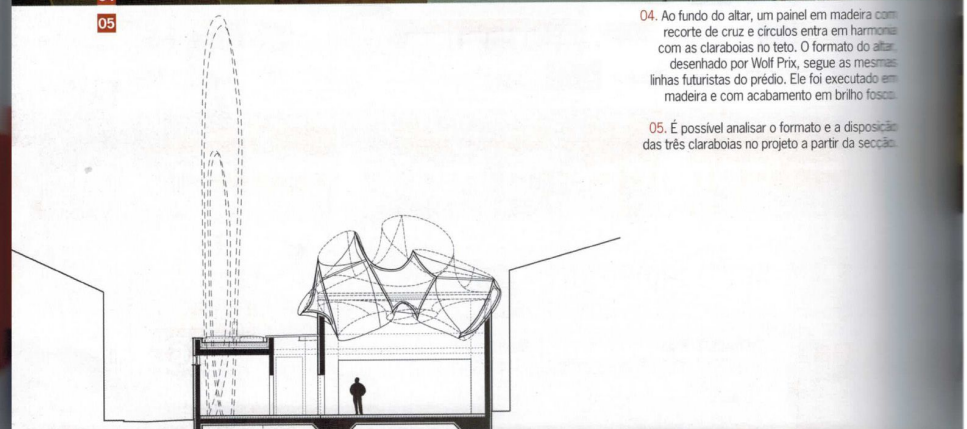 05
04. Ao fundo do altar, um painel em madeira com
recorte de cruz e círculos entra em harmonia
com as claraboias no teto. O formato do altar,
desenhado por Wolf Prix, segue as mesmas
linhas futuristas do prédio. Ele foi executado em
madeira e com acabamento em brilho fosco.
05. É possível analisar o formato e a disposição
das três claraboias no projeto a partir da secção.